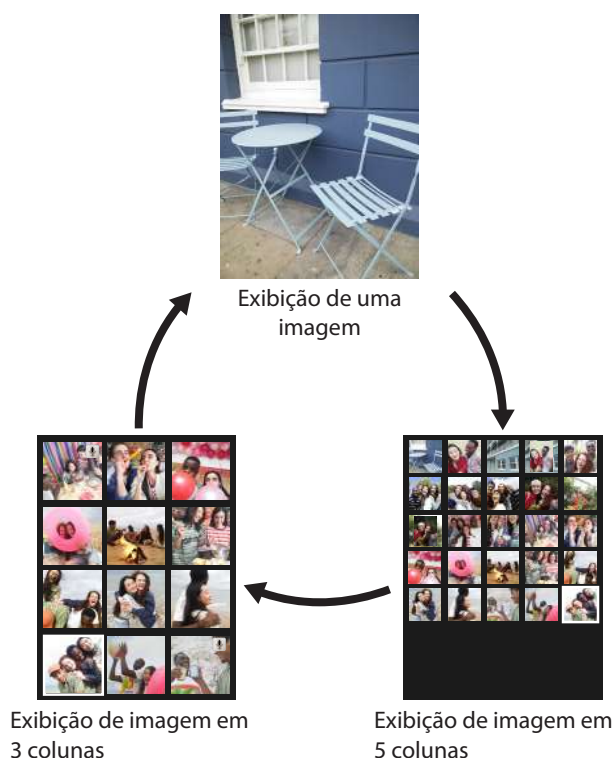 Exibição de uma
imagem
Exibição de imagem em
3 colunas
Exibição de imagem em
5 colunas